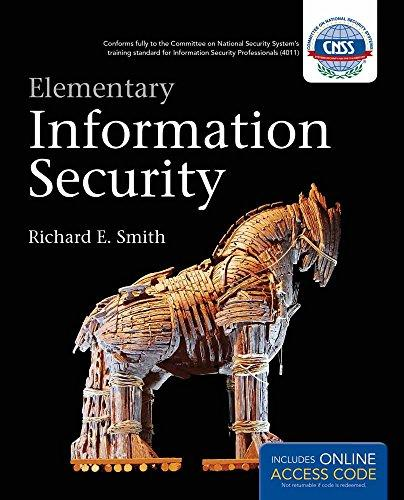 Conforms fully to the Committee on National Security System's
training standard for Information Security Professionals (4011)
COMMITTEE ON NATIONAL SECURITY SYSTEMS
CNSS
Elementary
Information
Security
Richard E. Smith
INCLUDES ONLINE
ACCESS CODE
Not returnable if code is redeemed.